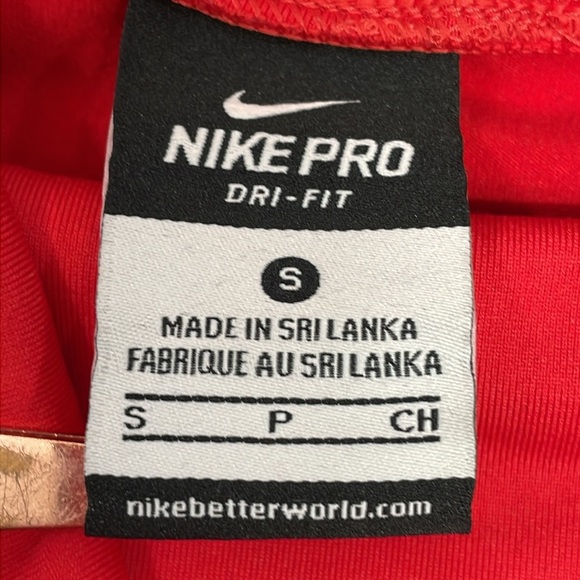 NIKE PRO
DRI-FIT
S
MADE IN SRI LANKA
FABRIQUE AU SRI LANKA
S P CH
nikebetterworld.com